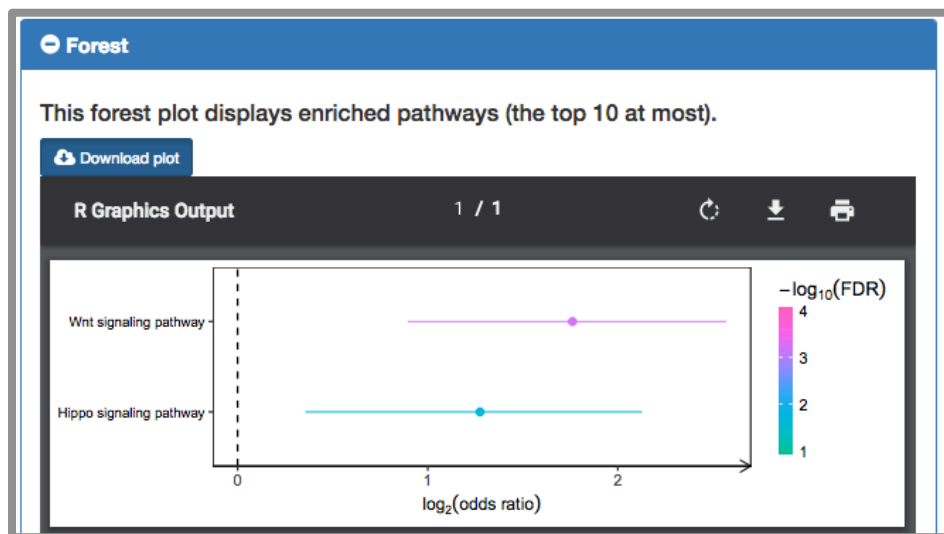 Forest
This forest plot displays enriched pathways (the top 10 at most).
Download plot
R Graphics Output
1 / 1
−log₁₀(FDR)
4
Wnt signaling pathway
3
2
Hippo signaling pathway
1
0 1 2
log₂(odds ratio)